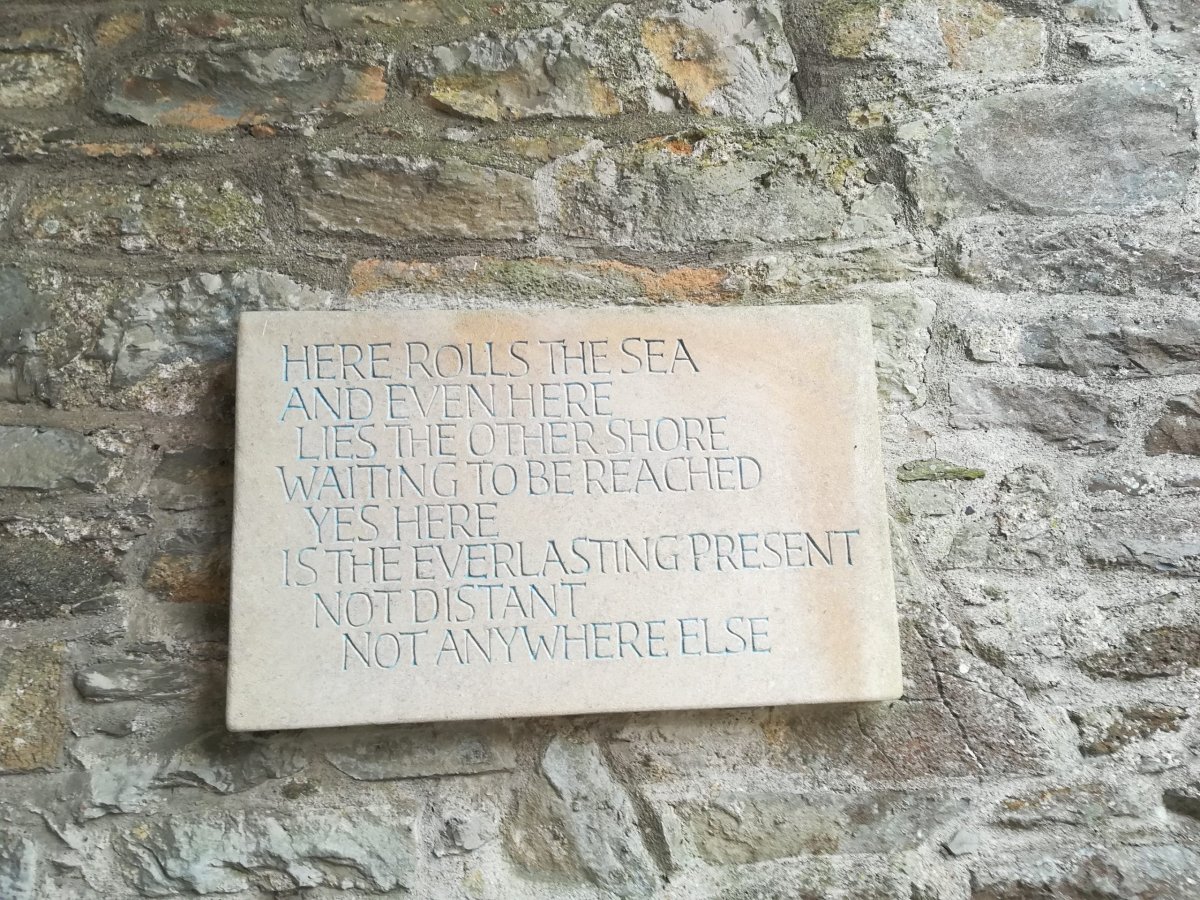 HERE ROLLS THE SEA
AND EVEN HERE
LIES THE OTHER SHORE
WAITING TO BE REACHED
YES HERE
IS THE EVERLASTING PRESENT
NOT DISTANT
NOT ANYWHERE ELSE